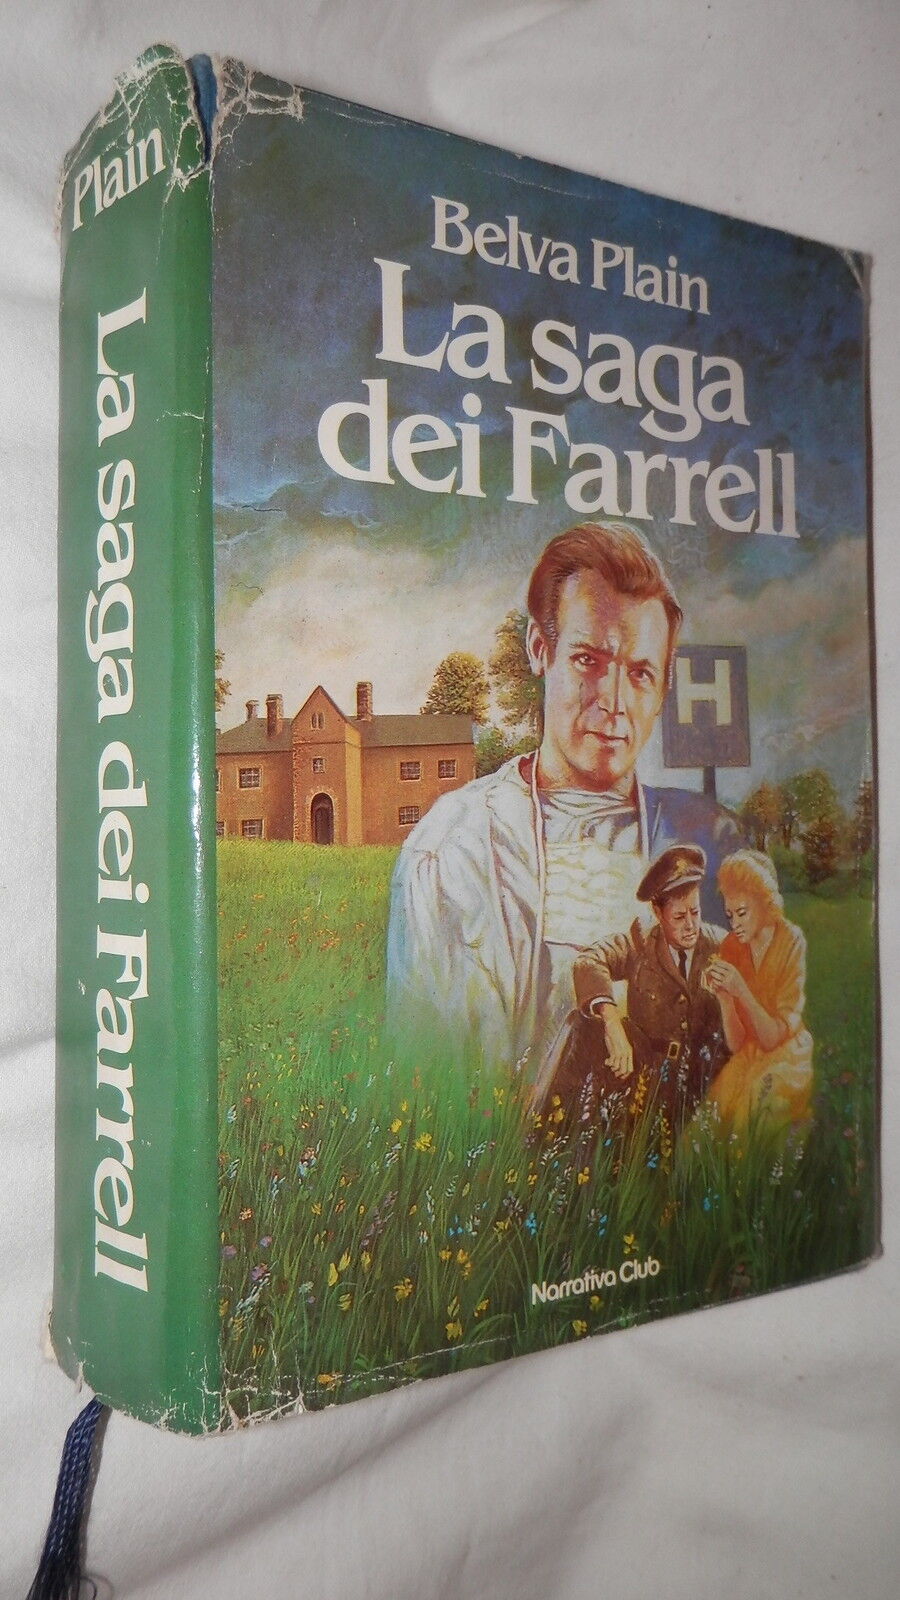 Plain
La saga dei Farrell
Belva Plain
La saga
dei Farrell
H
Narrativa Club